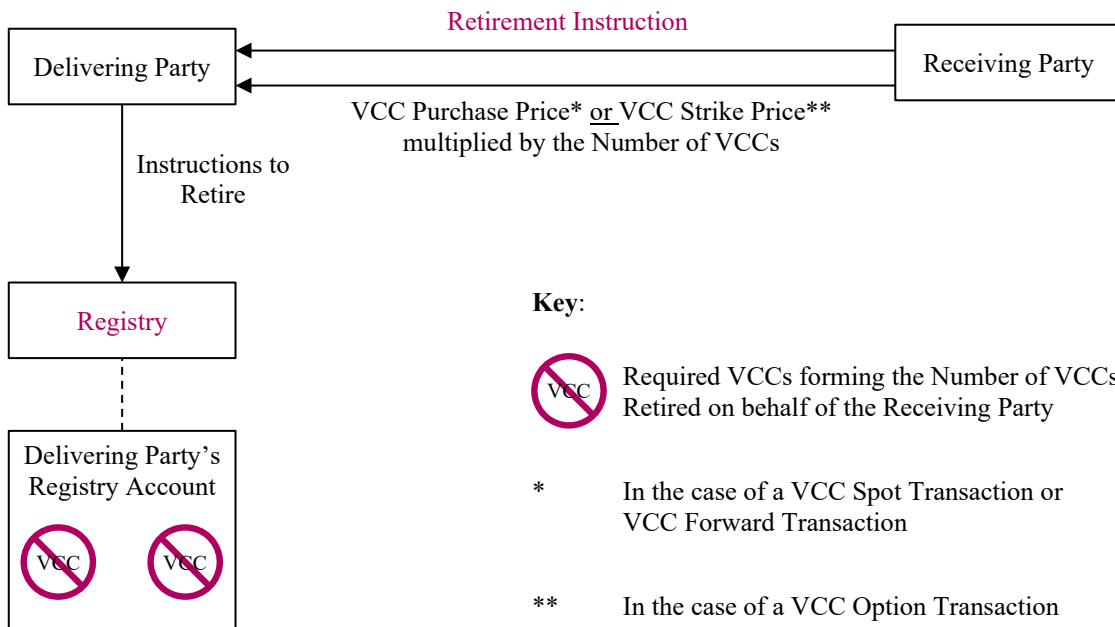 Retirement Instruction
Delivering Party
Receiving Party
VCC Purchase Price* or VCC Strike Price**
multiplied by the Number of VCCs
Instructions to
Retire
Registry
Key:
VCC
Required VCCs forming the Number of VCCs
Retired on behalf of the Receiving Party
Delivering Party’s
Registry Account
VCC
VCC
* In the case of a VCC Spot Transaction or
VCC Forward Transaction
** In the case of a VCC Option Transaction